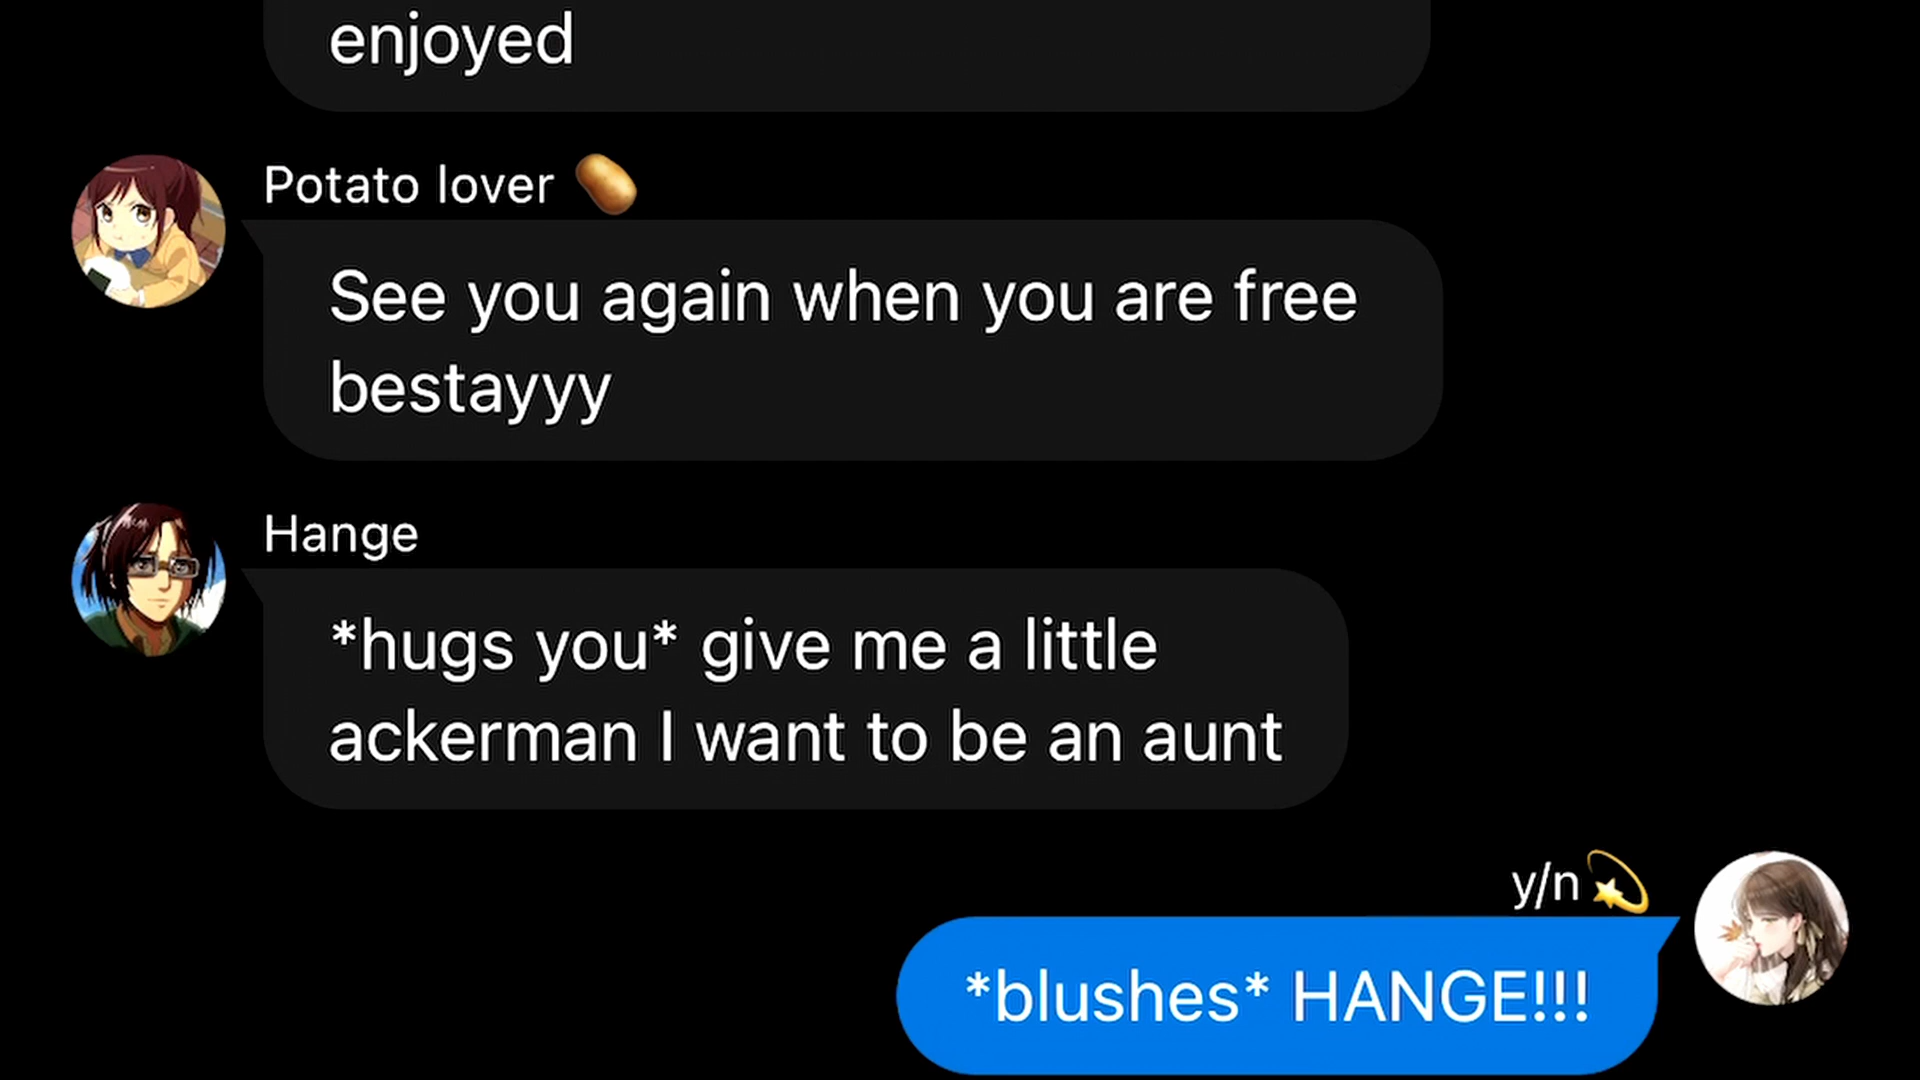 enjoyed
Potato lover 🥔
See you again when you are free
bestayyy
Hange
*hugs you* give me a little
ackerman I want to be an aunt
y/n💫
*blushes* HANGE!!!